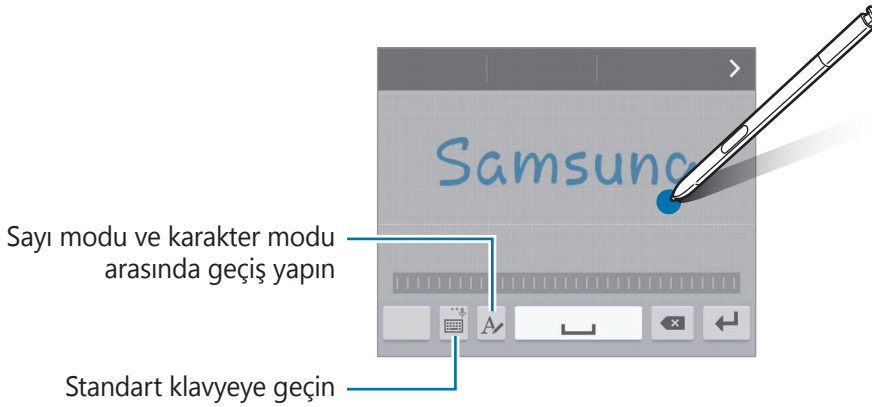 Samsung
Sayı modu ve karakter modu
arasında geçiş yapın
Standart klavyeye geçin